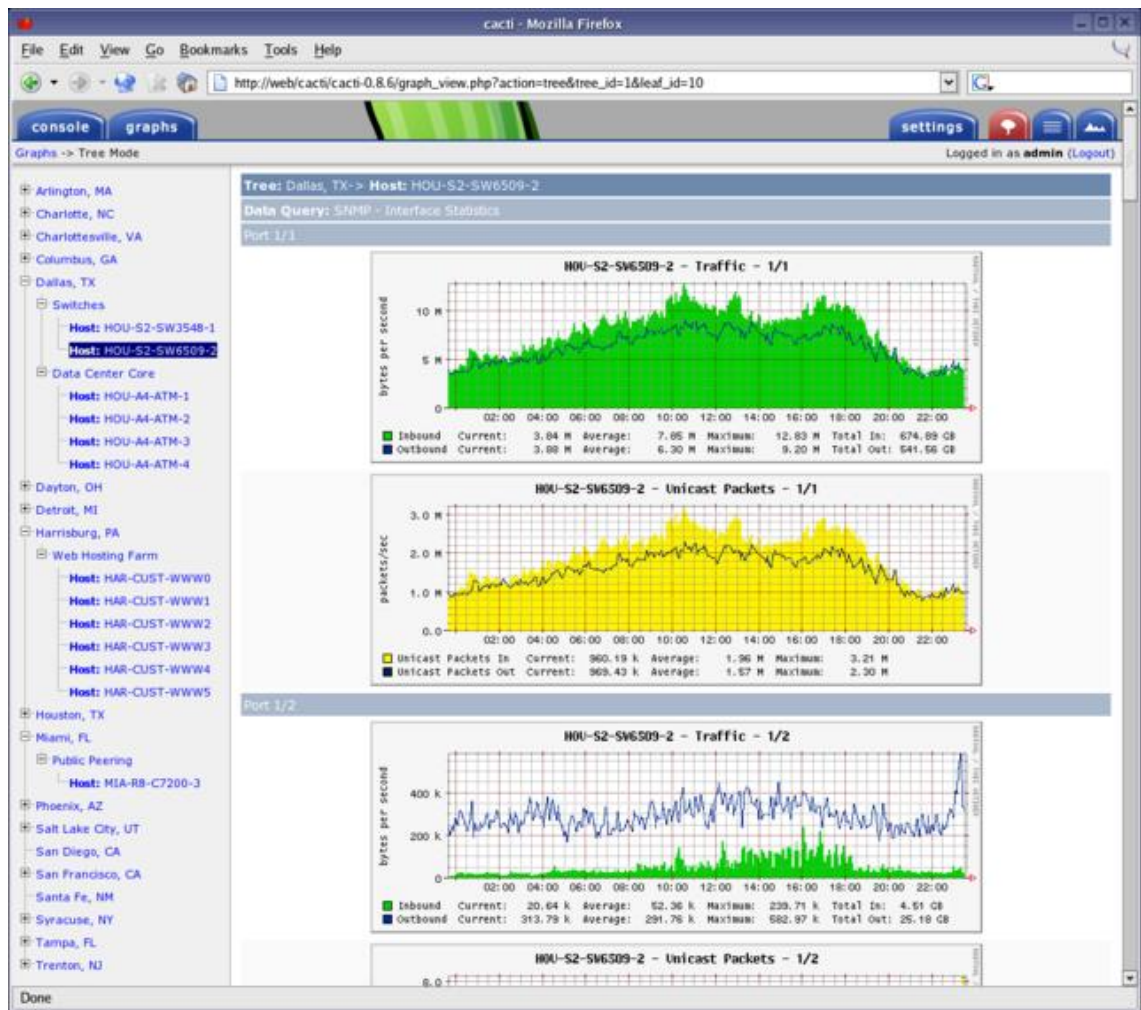 cacti - Mozilla Firefox
File Edit View Go Bookmarks Tools Help
http://web/cacti/cacti-0.8.6/graph_view.php?action=tree&tree_id=1&leaf_id=10
G
console graphs settings
Graphs -> Tree Mode Logged in as admin (Logout)
Arlington, MA
Charlotte, NC
Charlottesville, VA
Columbus, GA
Dallas, TX
Switches
Host: HOU-S2-SW3548-1
Host: HOU-S2-SW6509-2
Data Center Core
Host: HOU-A4-ATM-1
Host: HOU-A4-ATM-2
Host: HOU-A4-ATM-3
Host: HOU-A4-ATM-4
Dayton, OH
Detroit, MI
Harrisburg, PA
Web Hosting Farm
Host: HAR-CUST-WWW0
Host: HAR-CUST-WWW1
Host: HAR-CUST-WWW2
Host: HAR-CUST-WWW3
Host: HAR-CUST-WWW4
Host: HAR-CUST-WWW5
Houston, TX
Miami, FL
Public Peering
Host: MIA-R8-C7200-3
Phoenix, AZ
Salt Lake City, UT
San Diego, CA
San Francisco, CA
Santa Fe, NM
Syracuse, NY
Tampa, FL
Trenton, NJ
Tree: Dallas, TX-> Host: HOU-S2-SW6509-2
Data Query: SNMP - Interface Statistics
Port 1/1
HOU-S2-SW6509-2 - Traffic - 1/1
bytes per second
10 M
5 M
0
02:00 04:00 06:00 08:00 10:00 12:00 14:00 16:00 18:00 20:00 22:00
Inbound Current: 3.84 M Average: 7.85 M Maximum: 12.83 M Total In: 674.89 GB
Outbound Current: 3.88 M Average: 6.30 M Maximum: 9.20 M Total Out: 541.56 GB
HOU-S2-SW6509-2 - Unicast Packets - 1/1
packets/sec
3.0 M
2.0 M
1.0 M
0.0
02:00 04:00 06:00 08:00 10:00 12:00 14:00 16:00 18:00 20:00 22:00
Unicast Packets In Current: 960.19 k Average: 1.96 M Maximum: 3.21 M
Unicast Packets Out Current: 969.43 k Average: 1.57 M Maximum: 2.30 M
Port 1/2
HOU-S2-SW6509-2 - Traffic - 1/2
bytes per second
400 k
200 k
0
02:00 04:00 06:00 08:00 10:00 12:00 14:00 16:00 18:00 20:00 22:00
Inbound Current: 20.64 k Average: 52.36 k Maximum: 239.71 k Total In: 4.51 GB
Outbound Current: 313.79 k Average: 291.76 k Maximum: 582.97 k Total Out: 25.18 GB
HOU-S2-SW6509-2 - Unicast Packets - 1/2
8.0
Done